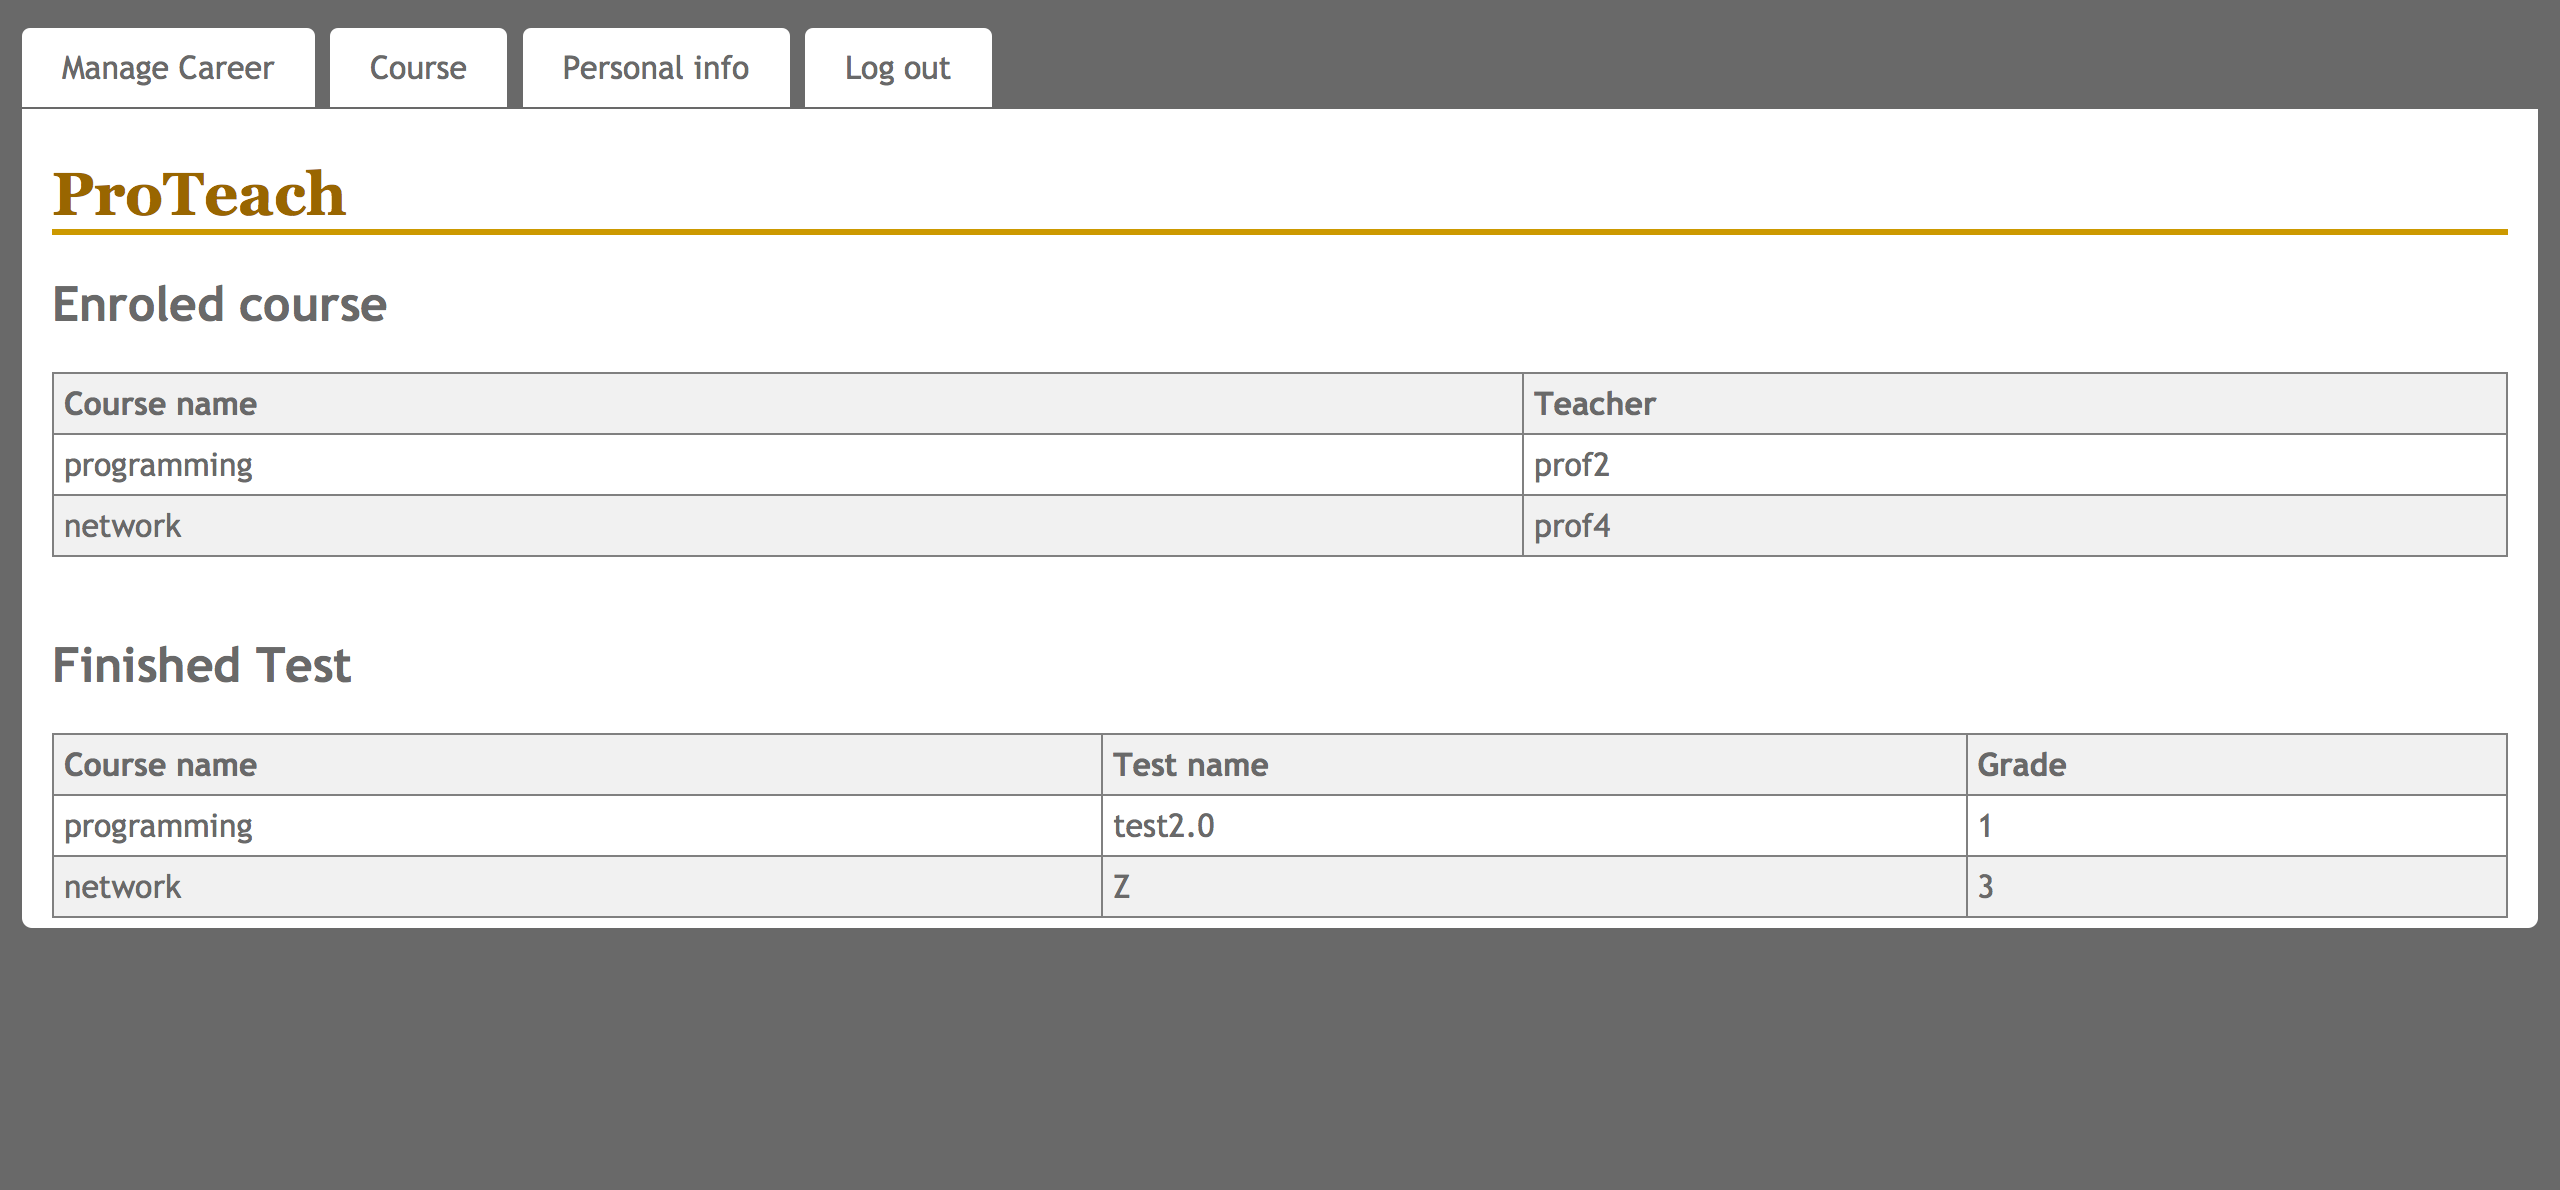 Manage Career Course Personal info Log out
ProTeach
Enroled course
Course name Teacher
programming prof2
network prof4
Finished Test
Course name Test name Grade
programming test2.0 1
network Z 3